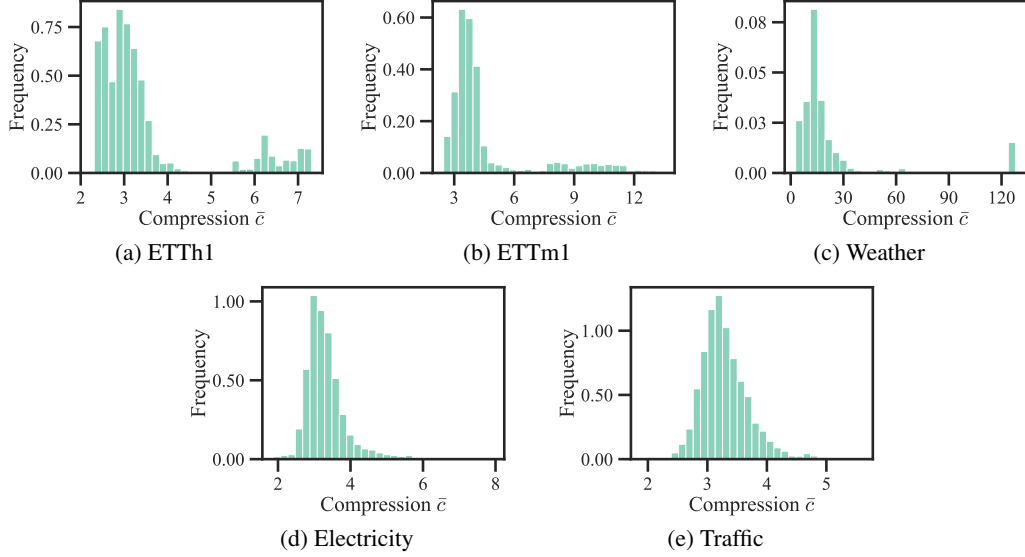 Frequency
0.75
0.50
0.25
0.00
2 3 4 5 6 7
Compression c̄
(a) ETTh1
Frequency
0.60
0.40
0.20
0.00
3 6 9 12
Compression c̄
(b) ETTm1
Frequency
0.08
0.05
0.03
0.00
0 30 60 90 120
Compression c̄
(c) Weather
Frequency
1.00
0.50
0.00
2 4 6 8
Compression c̄
(d) Electricity
Frequency
1.00
0.50
0.00
2 3 4 5
Compression c̄
(e) Traffic